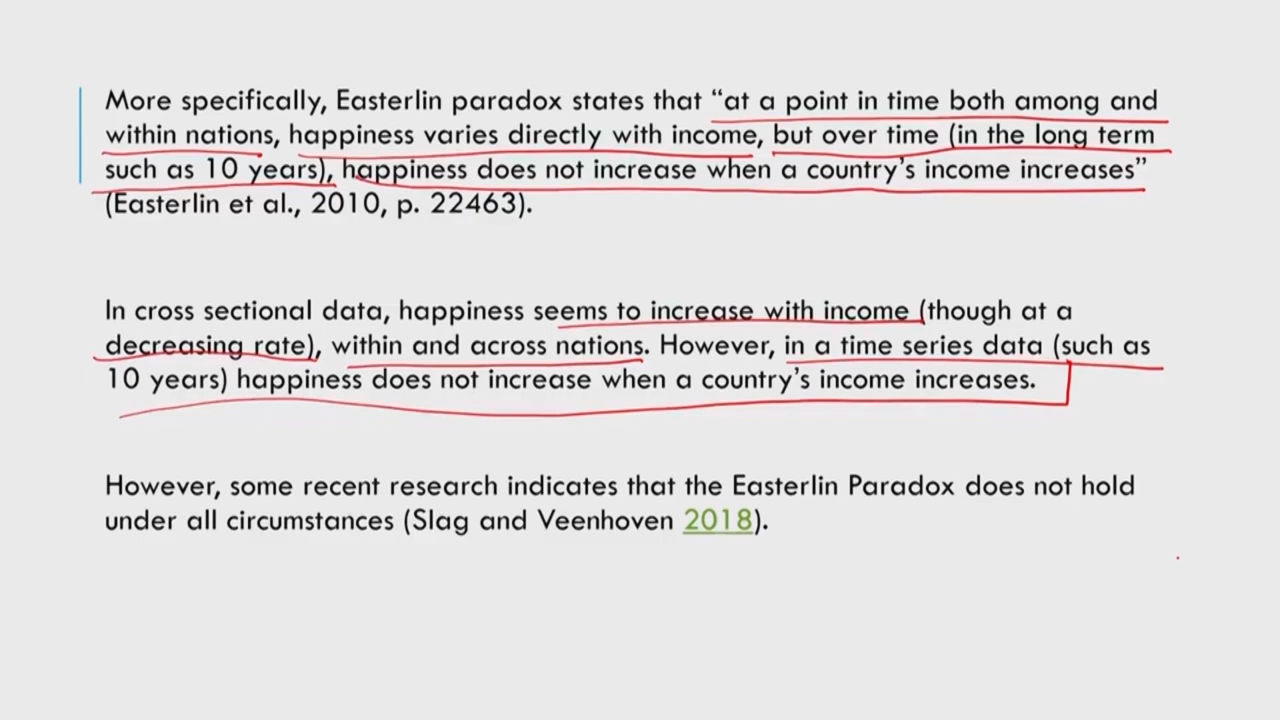 More specifically, Easterlin paradox states that “at a point in time both among and
within nations, happiness varies directly with income, but over time (in the long term
such as 10 years), happiness does not increase when a country’s income increases”
(Easterlin et al., 2010, p. 22463).
In cross sectional data, happiness seems to increase with income (though at a
decreasing rate), within and across nations. However, in a time series data (such as
10 years) happiness does not increase when a country’s income increases.
However, some recent research indicates that the Easterlin Paradox does not hold
under all circumstances (Slag and Veenhoven 2018).